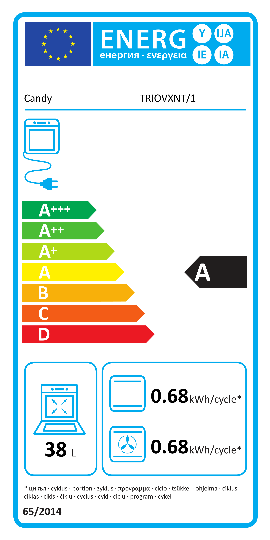 ENERG Y IJA
енергия · ενεργεια IE IA
Candy TRIOVXNT/1
A+++
A++
A+
A
A
B
C
D
0.68 kWh/cycle*
38 L
0.68 kWh/cycle*
65/2014